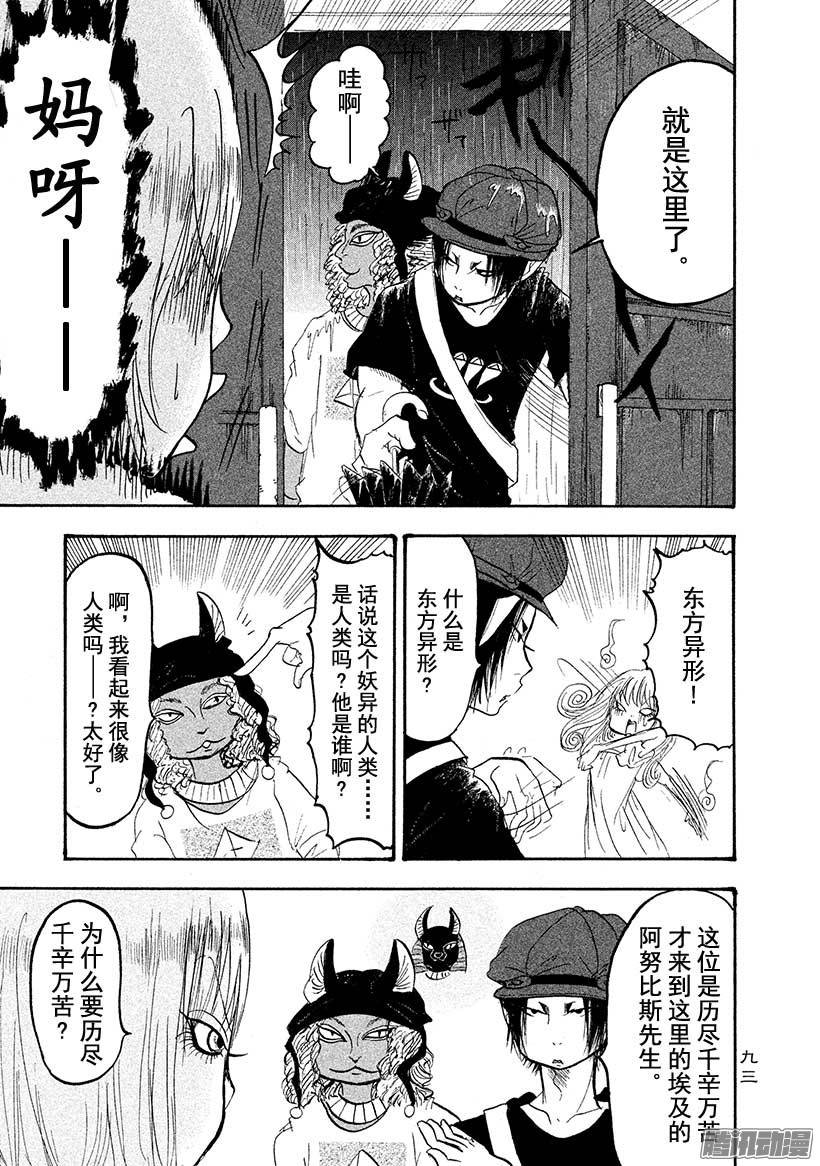 就是这里了。
哇啊——
妈呀——
东方异形！
什么是
东方异形？
话说这个妖异的人类……
是人类吗？他是谁啊？
啊，我看起来很像
人类吗——？太好了。
这位是历尽千辛万苦
才来到这里的埃及的
阿努比斯先生。
为什么要历尽
千辛万苦？
九三
腾讯动漫